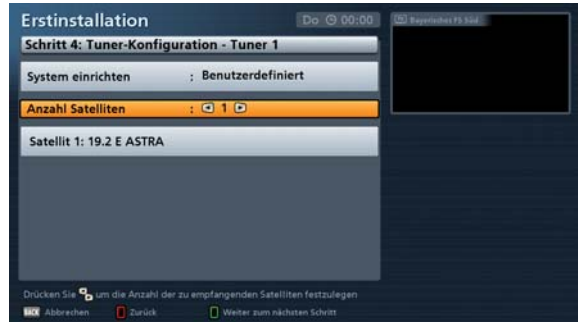 Erstinstallation
Do 00:00
Bayerisches FS Süd
Schritt 4: Tuner-Konfiguration - Tuner 1
System einrichten : Benutzerdefiniert
Anzahl Satelliten : 1
Satellit 1: 19.2 E ASTRA
Drücken Sie um die Anzahl der zu empfangenden Satelliten festzulegen
BACK Abbrechen Zurück Weiter zum nächsten Schritt